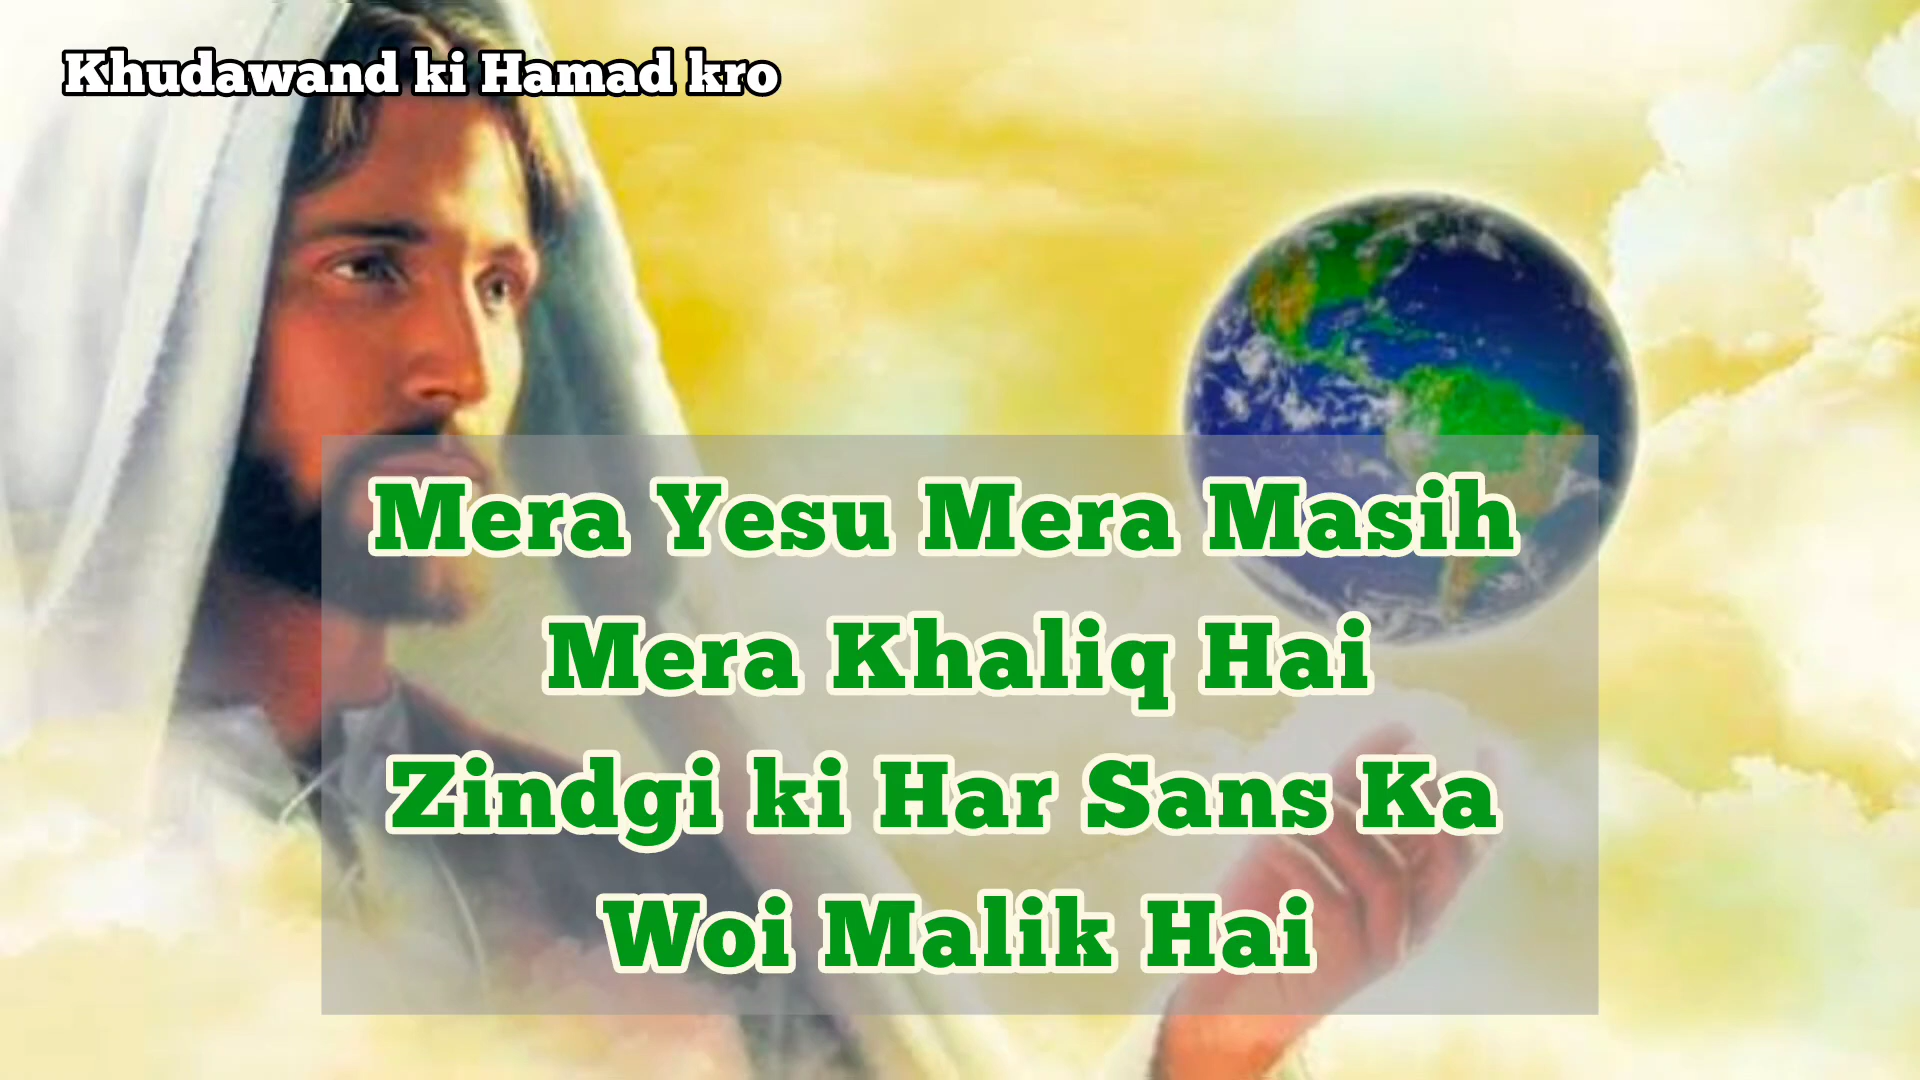 Khudawand ki Hamad kro
Mera Yesu Mera Masih
Mera Khaliq Hai
Zindgi ki Har Sans Ka
Woi Malik Hai